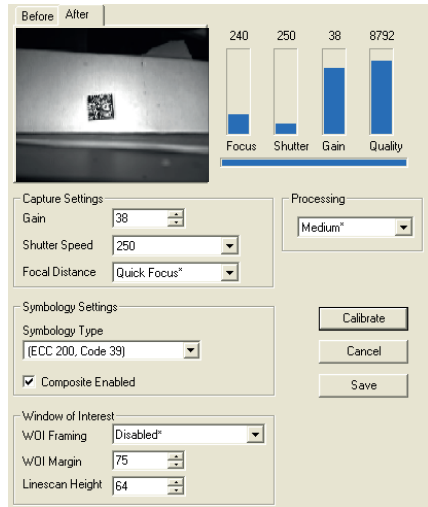 Before After
240 250 38 8792
Focus Shutter Gain Quality
Capture Settings
Gain 38
Shutter Speed 250
Focal Distance Quick Focus*
Processing
Medium*
Symbology Settings
Symbology Type
(ECC 200, Code 39)
Composite Enabled
Calibrate
Cancel
Save
Window of Interest
WOI Framing Disabled*
WOI Margin 75
Linescan Height 64